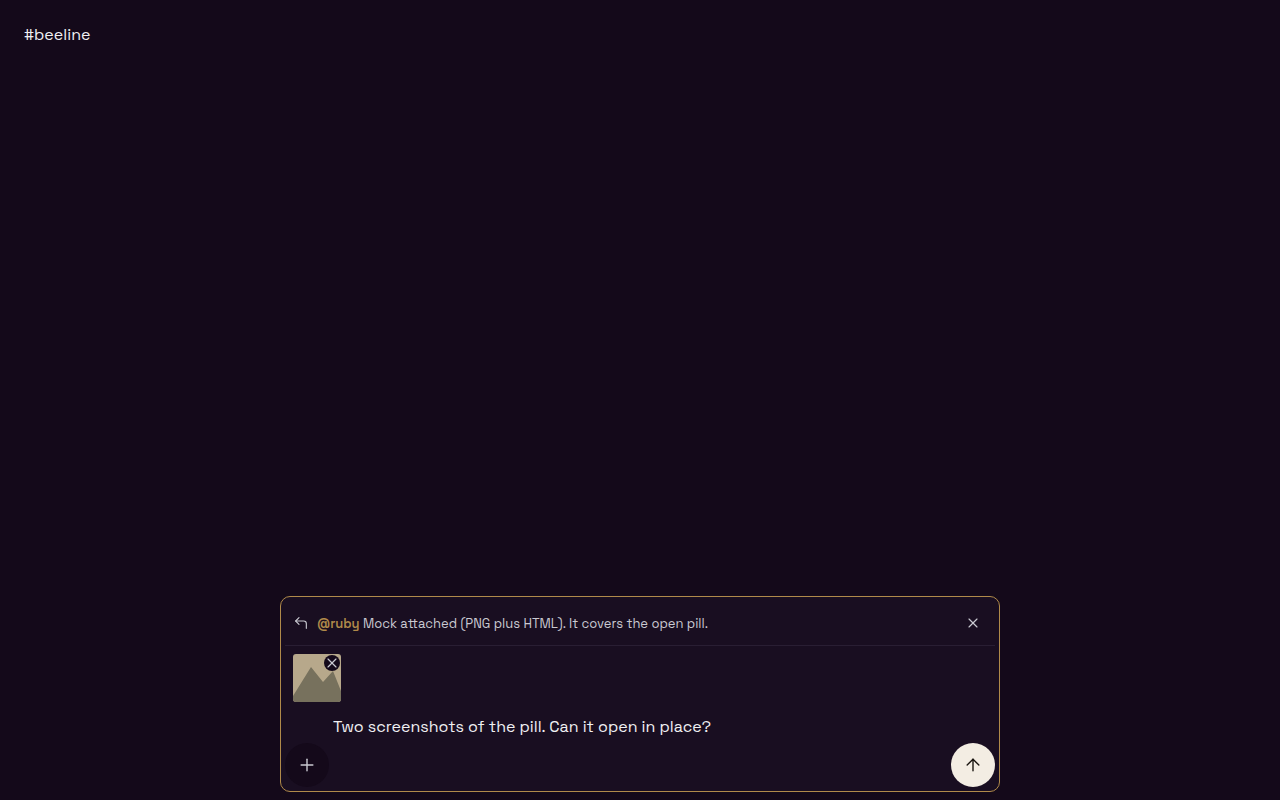 #beeline
@ruby Mock attached (PNG plus HTML). It covers the open pill.
Two screenshots of the pill. Can it open in place?